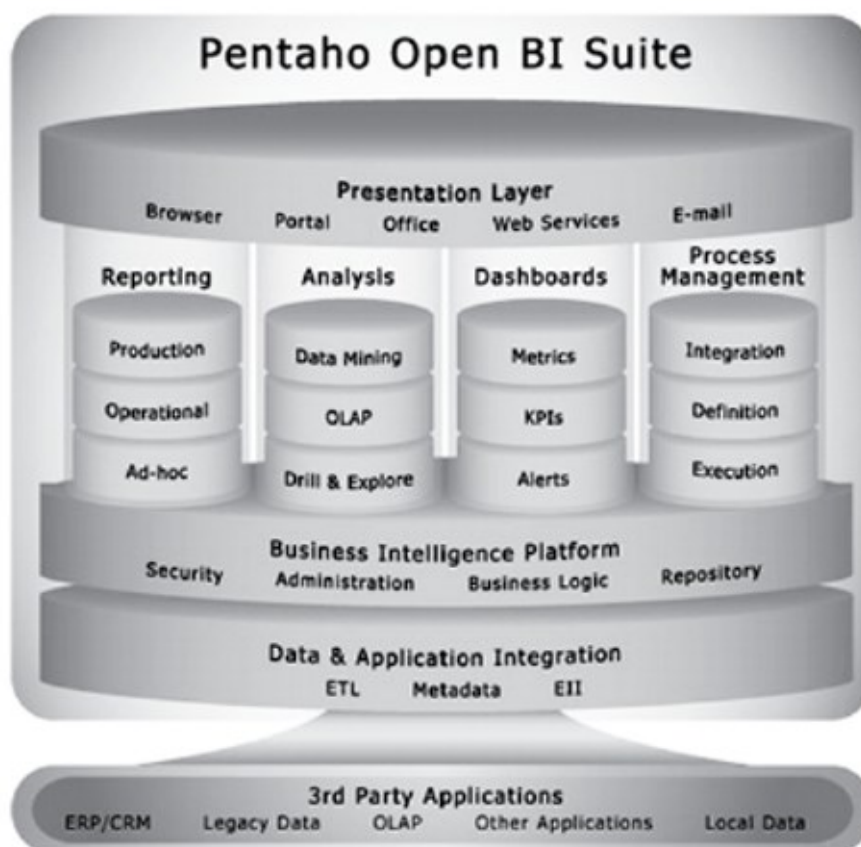 Pentaho Open BI Suite
Presentation Layer
Browser Portal Office Web Services E-mail
Reporting Analysis Dashboards Process Management
Production Data Mining Metrics Integration
Operational OLAP KPIs Definition
Ad-hoc Drill & Explore Alerts Execution
Business Intelligence Platform
Security Administration Business Logic Repository
Data & Application Integration
ETL Metadata EII
3rd Party Applications
ERP/CRM Legacy Data OLAP Other Applications Local Data